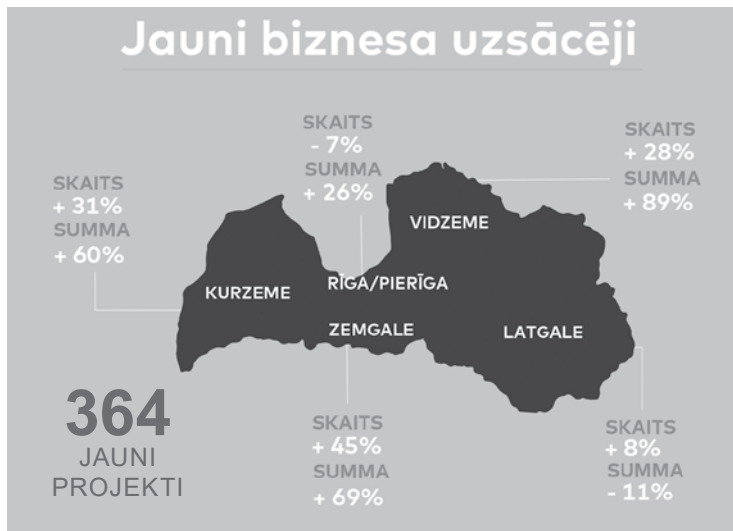 Jauni biznesa uzsācēji
SKAITS
- 7%
SUMMA
+ 26%
SKAITS
+ 28%
SUMMA
+ 89%
SKAITS
+ 31%
SUMMA
+ 60%
VIDZEME
KURZEME
RĪGA/PIERĪGA
ZEMGALE
LATGALE
364
JAUNI
PROJEKTI
SKAITS
+ 45%
SUMMA
+ 69%
SKAITS
+ 8%
SUMMA
- 11%